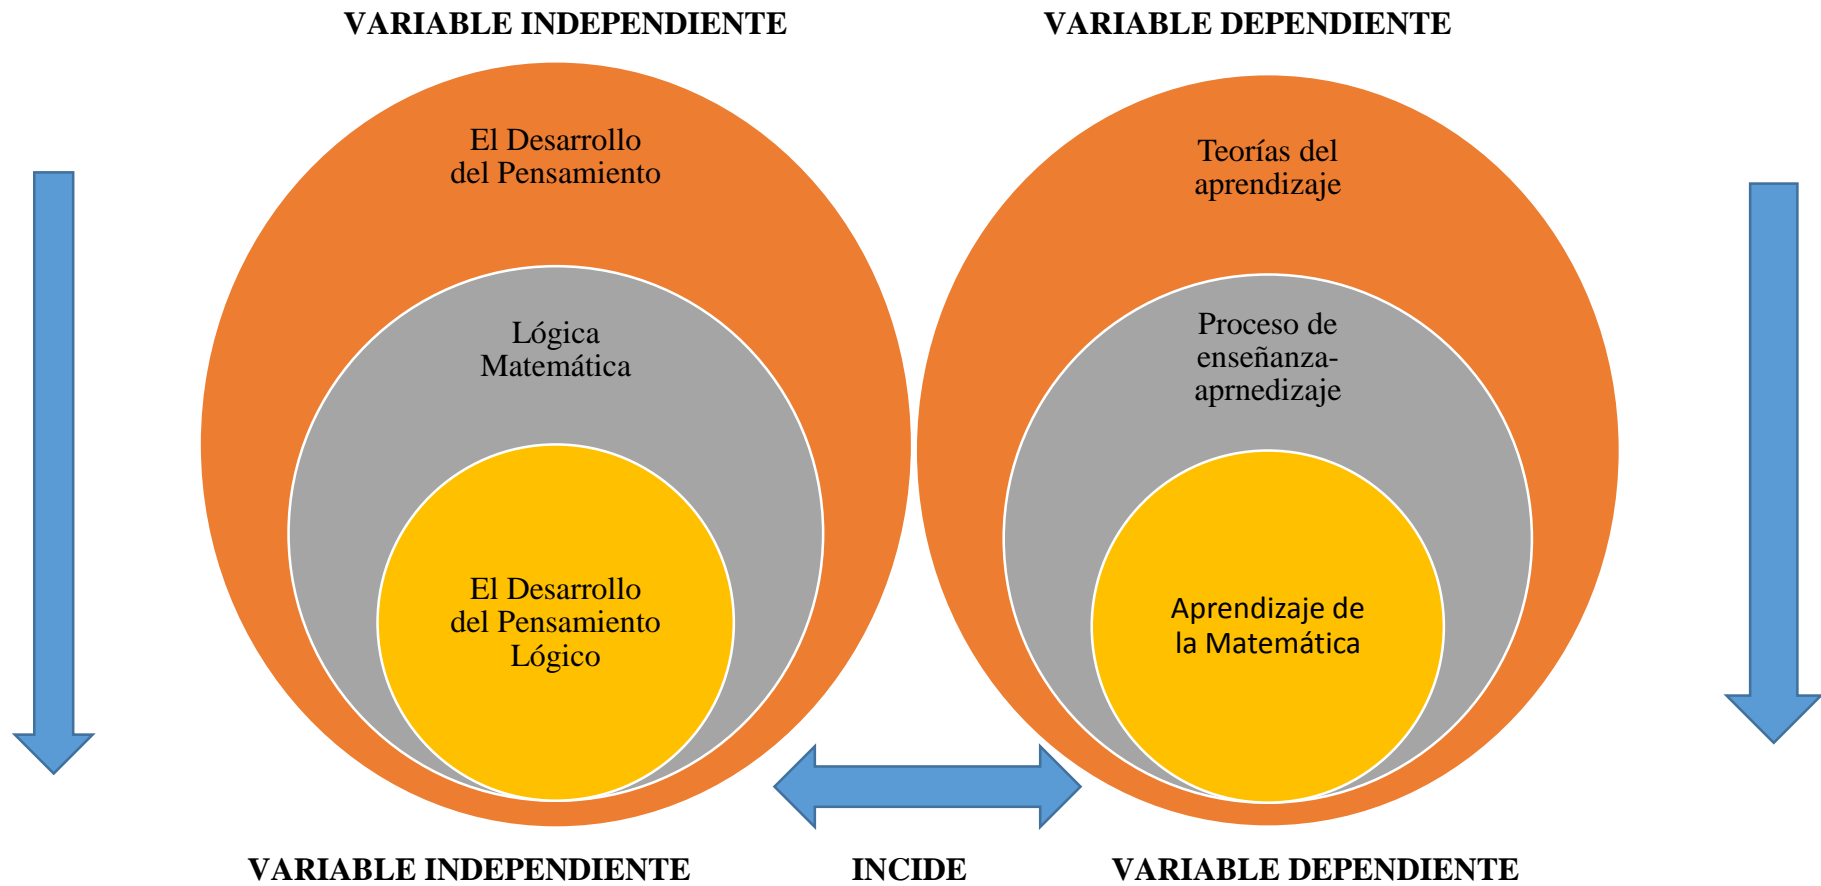 VARIABLE INDEPENDIENTE
VARIABLE DEPENDIENTE
El Desarrollo
del Pensamiento
Lógica
Matemática
El Desarrollo
del Pensamiento
Lógico
Teorías del
aprendizaje
Proceso de
enseñanza-
aprnedizaje
Aprendizaje de
la Matemática
VARIABLE INDEPENDIENTE
INCIDE
VARIABLE DEPENDIENTE